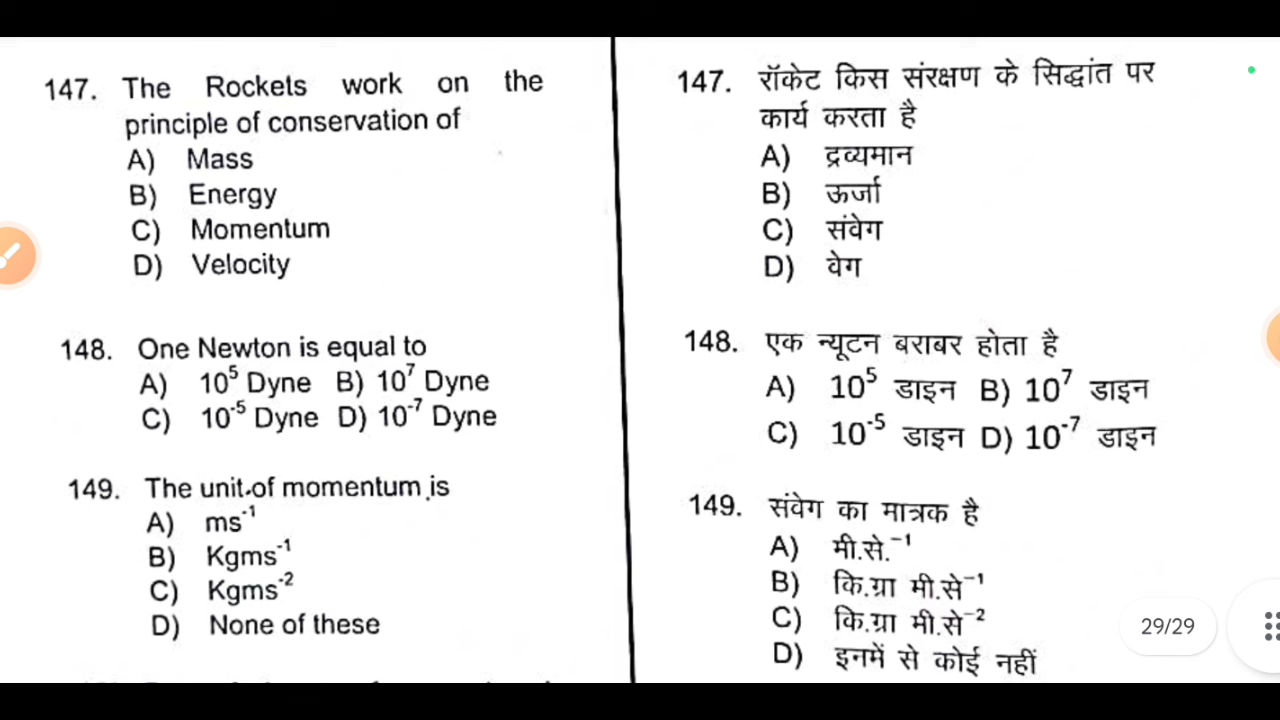 147. The Rockets work on the
principle of conservation of
A) Mass
B) Energy
C) Momentum
D) Velocity
148. One Newton is equal to
A) 10⁵ Dyne B) 10⁷ Dyne
C) 10⁻⁵ Dyne D) 10⁻⁷ Dyne
149. The unit of momentum is
A) ms⁻¹
B) Kgms⁻¹
C) Kgms⁻²
D) None of these
147. रॉकेट किस संरक्षण के सिद्धांत पर
कार्य करता है
A) द्रव्यमान
B) ऊर्जा
C) संवेग
D) वेग
148. एक न्यूटन बराबर होता है
A) 10⁵ डाइन B) 10⁷ डाइन
C) 10⁻⁵ डाइन D) 10⁻⁷ डाइन
149. संवेग का मात्रक है
A) मी.से.⁻¹
B) कि.ग्रा मी.से⁻¹
C) कि.ग्रा मी.से⁻²
D) इनमें से कोई नहीं
29/29